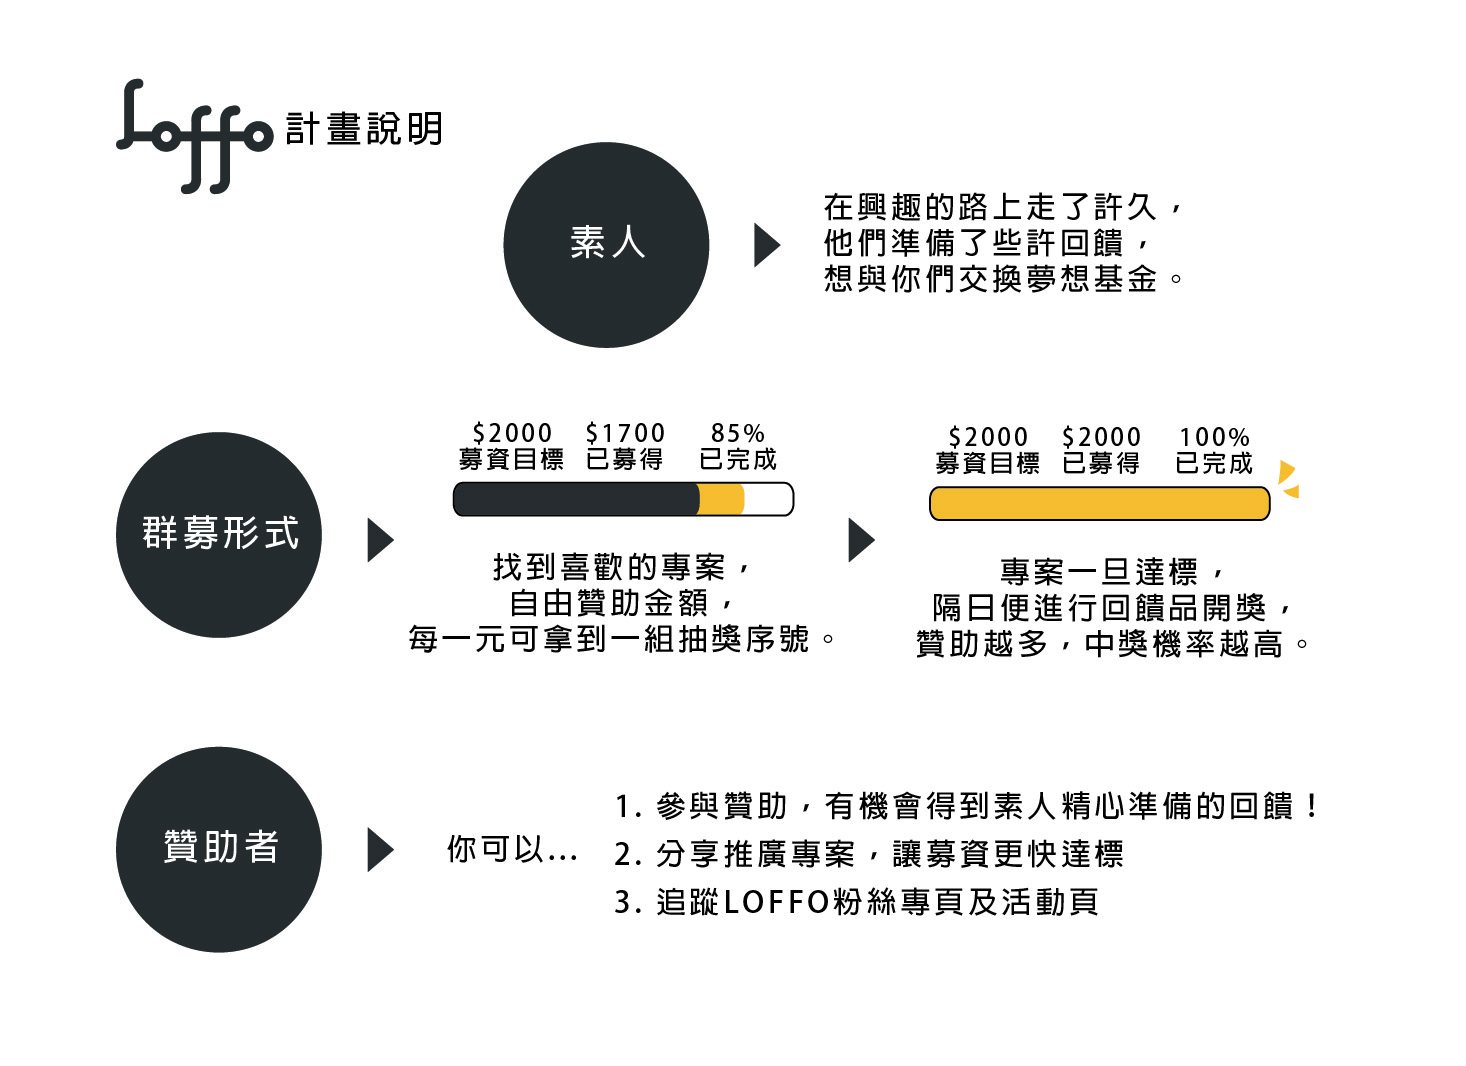 Loffo 計畫說明
素人
在興趣的路上走了許久，
他們準備了些許回饋，
想與你們交換夢想基金。
群募形式
$2000 $1700 85%
募資目標 已募得 已完成
找到喜歡的專案，
自由贊助金額，
每一元可拿到一組抽獎序號。
$2000 $2000 100%
募資目標 已募得 已完成
專案一旦達標，
隔日便進行回饋品開獎，
贊助越多，中獎機率越高。
贊助者
你可以...
1. 參與贊助，有機會得到素人精心準備的回饋！
2. 分享推廣專案，讓募資更快達標
3. 追蹤LOFFO粉絲專頁及活動頁